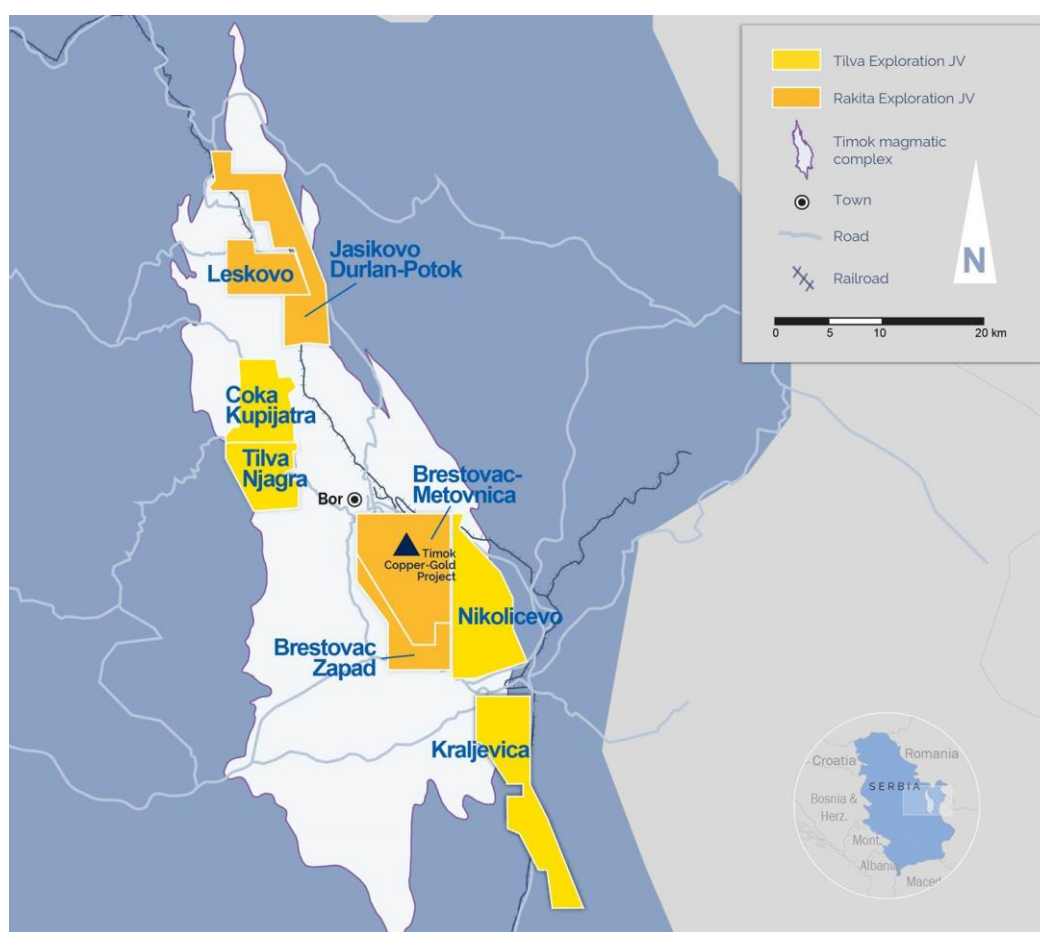 Tilva Exploration JV
Rakita Exploration JV
Timok magmatic
complex
Town
Road
Railroad
N
0 5 10 20 km
Jasikovo
Durlan-Potok
Leskovo
Coka
Kupijatra
Tilva
Njagra
Bor
Brestovac-
Metovnica
Timok
Copper-Gold
Project
Nikolicevo
Brestovac
Zapad
Kraljevica
Croatia
Romania
SERBIA
Bosnia &
Herz.
Mont.
Albania
Maced.